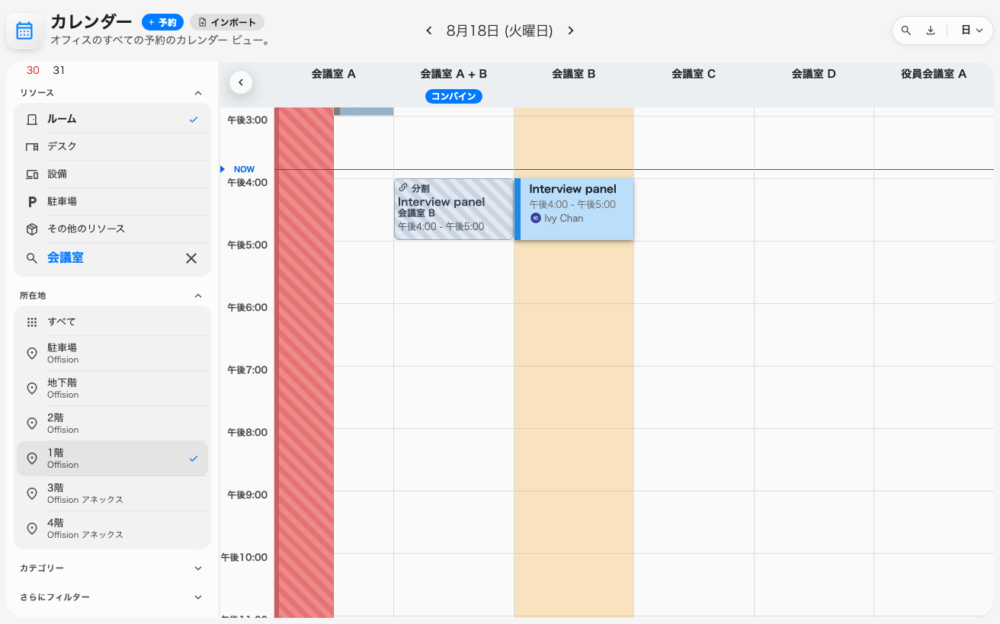 カレンダー
+ 予約
インポート
オフィスのすべての予約のカレンダー ビュー。
8月18日 (火曜日)
日
30 31
リソース
ルーム
デスク
設備
駐車場
その他のリソース
会議室
所在地
すべて
駐車場
Offision
地下階
Offision
2階
Offision
1階
Offision
3階
Offision アネックス
4階
Offision アネックス
カテゴリー
さらにフィルター
会議室 A
会議室 A + B
コンバイン
会議室 B
会議室 C
会議室 D
役員会議室 A
午後3:00
NOW
午後4:00
午後5:00
午後6:00
午後7:00
午後8:00
午後9:00
午後10:00
午後11:00
分割
Interview panel
会議室 B
午後4:00 - 午後5:00
Interview panel
午後4:00 - 午後5:00
IC
Ivy Chan